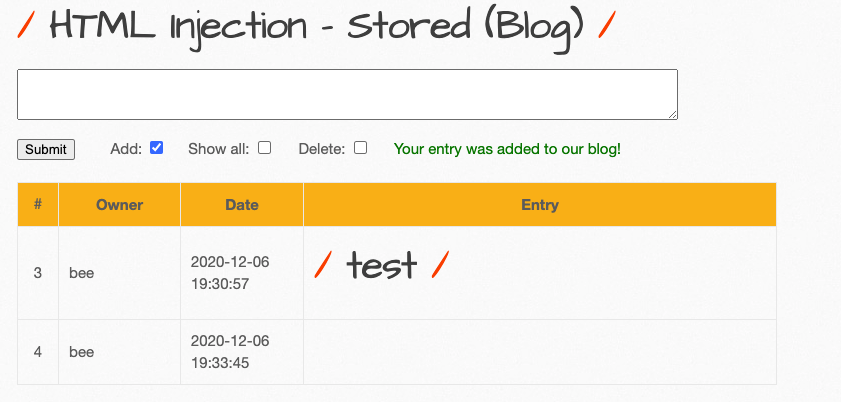 / HTML Injection - Stored (Blog) /
Submit Add: Show all: Delete: Your entry was added to our blog!
# Owner Date Entry
3 bee 2020-12-06 19:30:57 / test /
4 bee 2020-12-06 19:33:45